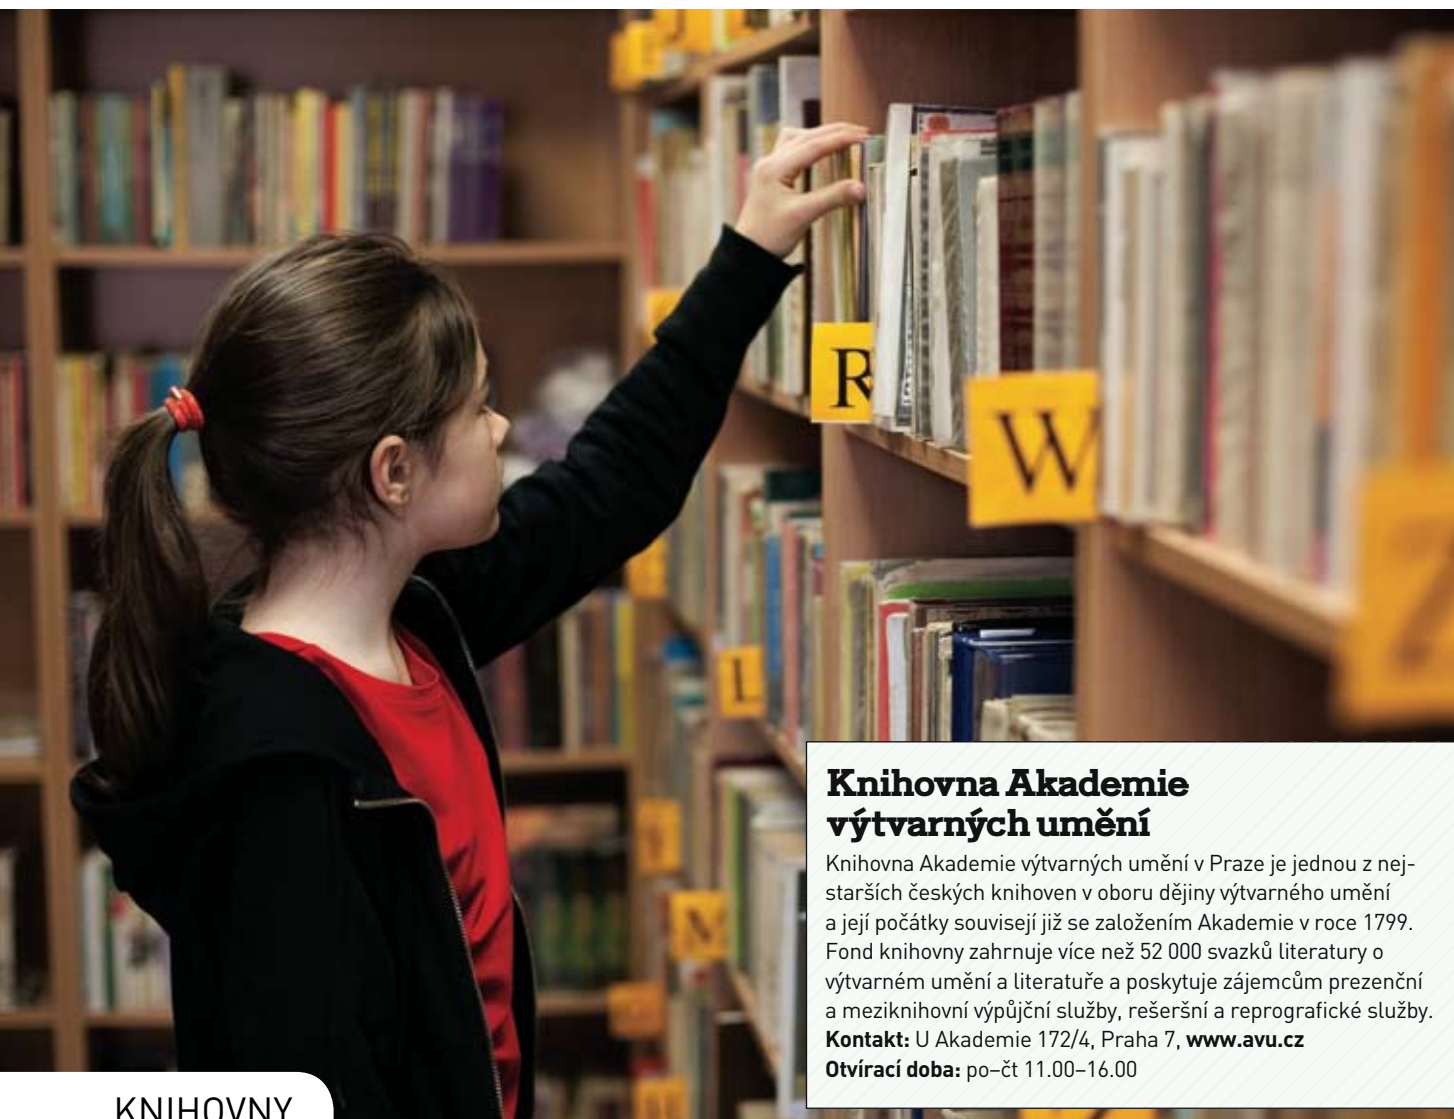 R
W
L
N
Knihovna Akademie
výtvarných umění
Knihovna Akademie výtvarných umění v Praze je jednou z nej-
starších českých knihoven v oboru dějiny výtvarného umění
a její počátky souvisejí již se založením Akademie v roce 1799.
Fond knihovny zahrnuje více než 52 000 svazků literatury o
výtvarném umění a literatuře a poskytuje zájemcům prezenční
a meziknihovní výpůjční služby, rešeršní a reprografické služby.
Kontakt: U Akademie 172/4, Praha 7, www.avu.cz
Otvírací doba: po–čt 11.00–16.00
KNIHOVNY